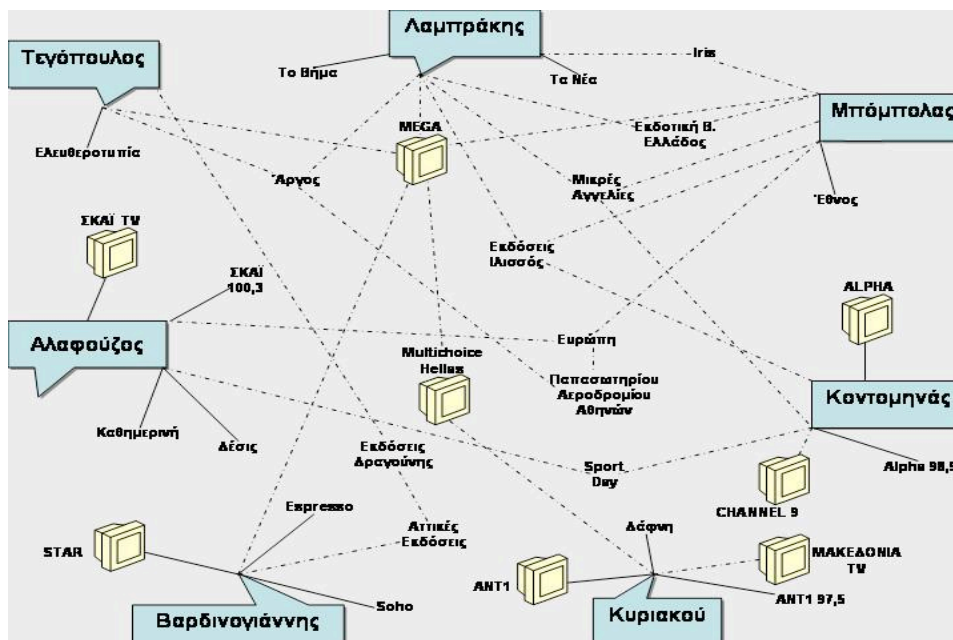 Λαμπράκης
Τεγόπουλος
Το Βήμα
Τα Νέα
Iris
Μπόμπολας
MEGA
Εκδοτική Β.
Ελλάδος
Ελευθεροτυπία
Άργος
Μικρές
Αγγελίες
Έθνος
ΣΚΑΪ TV
Εκδόσεις
Ιλισσός
ΣΚΑΪ
100,3
ALPHA
Αλαφούζος
Ευρώπη
Multichoice
Hellas
Παπασωτηρίου
Αεροδρομίου
Αθηνών
Κοντομηνάς
Καθημερινή
Δέσις
Εκδόσεις
Δραγούνης
Sport
Day
Alpha 98,9
CHANNEL 9
Espresso
Αττικές
Εκδόσεις
Δάφνη
STAR
ΜΑΚΕΔΟΝΙΑ
TV
ΑΝΤ1
ΑΝΤ1 97,5
Soho
Βαρδινογιάννης
Κυριακού